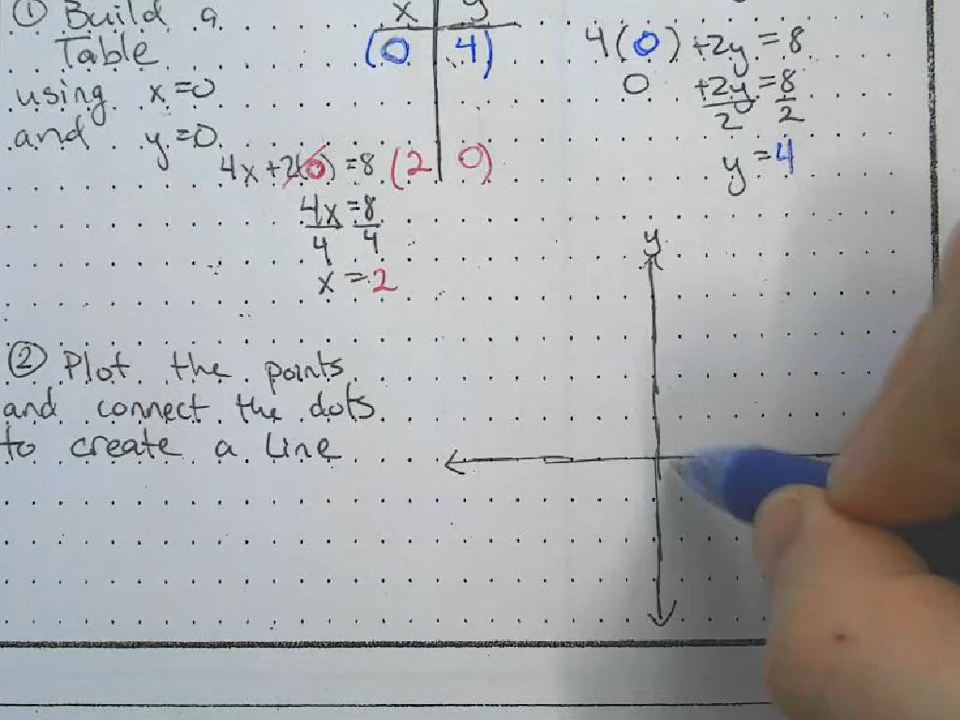 ① Build a
Table
using x=0
and y=0
x y
(0 4)
(2 0)
4(0)+2y=8
0 +2y=8
2 2
y=4
4x+2(0)=8
4x=8
4 4
x=2
② Plot the points
and connect the dots
to create a Line
y